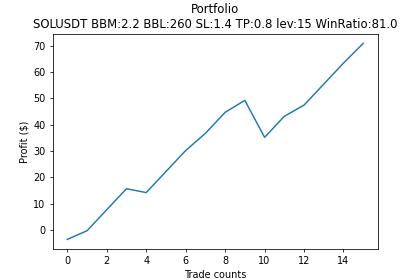 Portfolio
SOLUSDT BBM:2.2 BBL:260 SL:1.4 TP:0.8 lev:15 WinRatio:81.0
70
60
50
40
30
20
10
0
Profit ($)
0 2 4 6 8 10 12 14
Trade counts